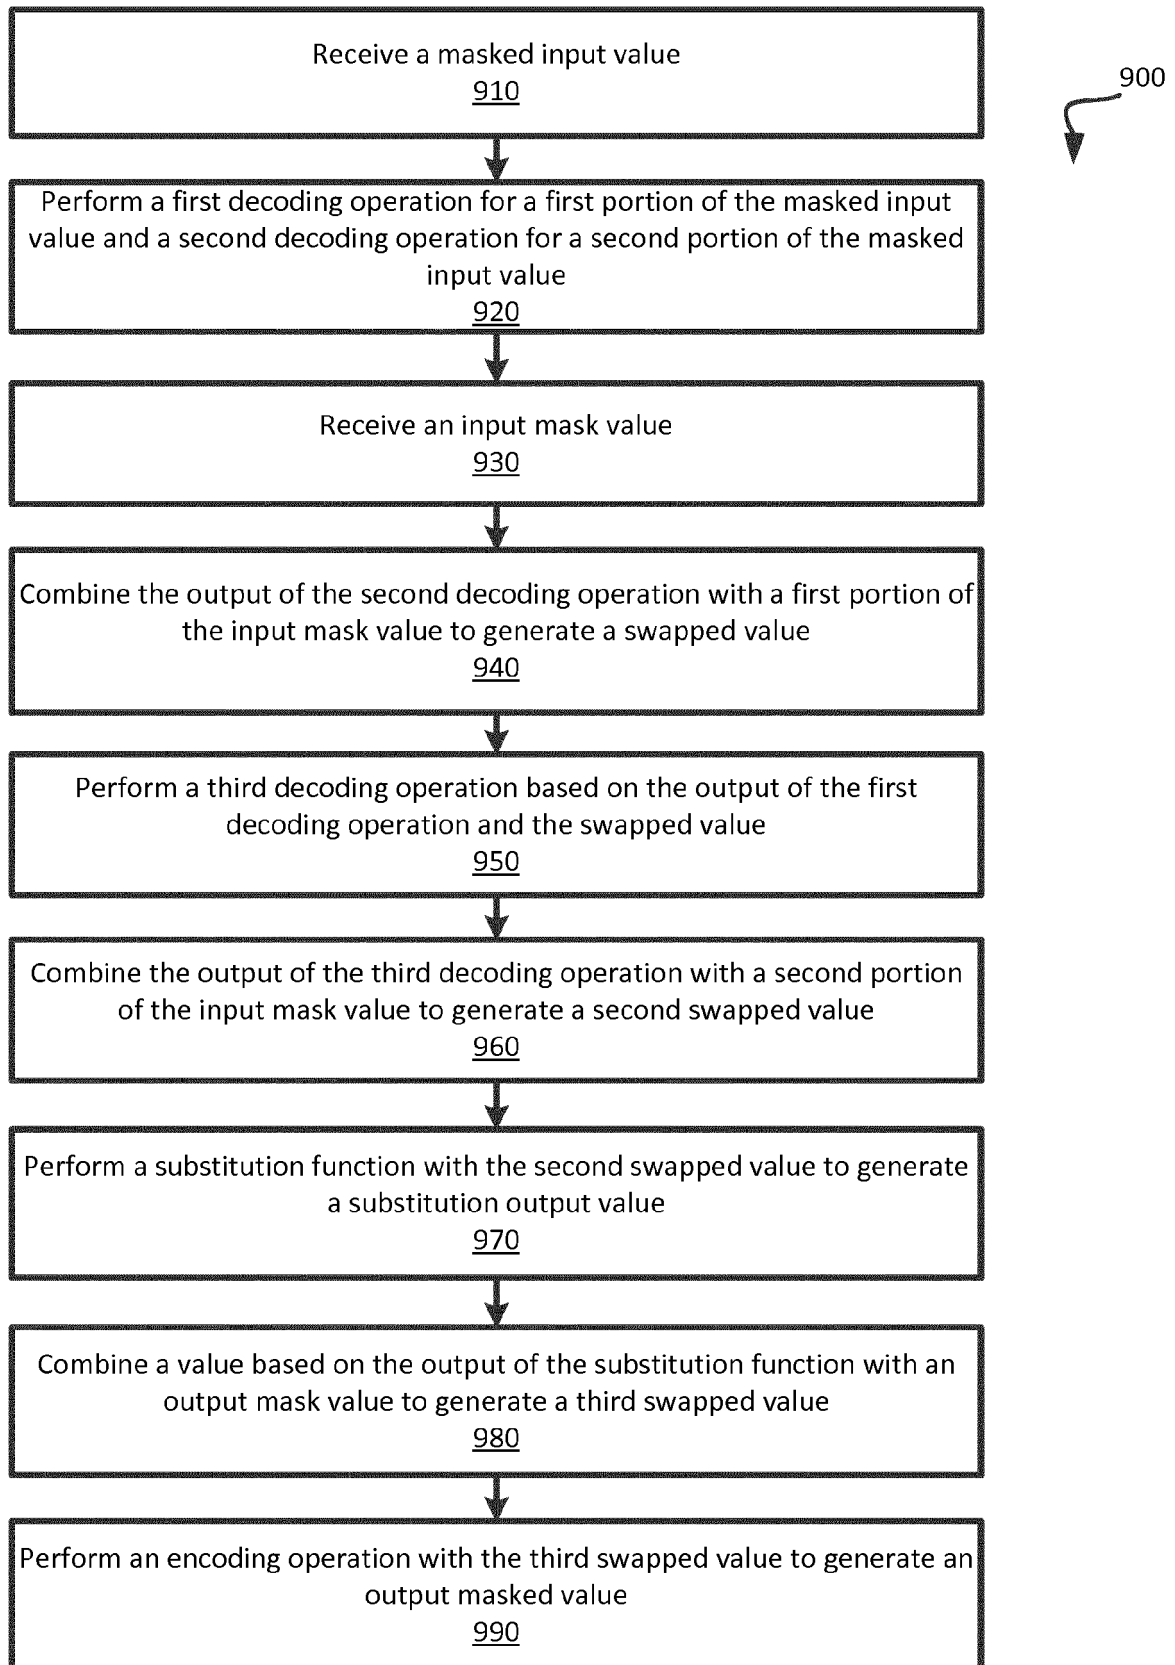 Receive a masked input value
910
900
Perform a first decoding operation for a first portion of the masked input
value and a second decoding operation for a second portion of the masked
input value
920
Receive an input mask value
930
Combine the output of the second decoding operation with a first portion of
the input mask value to generate a swapped value
940
Perform a third decoding operation based on the output of the first
decoding operation and the swapped value
950
Combine the output of the third decoding operation with a second portion
of the input mask value to generate a second swapped value
960
Perform a substitution function with the second swapped value to generate
a substitution output value
970
Combine a value based on the output of the substitution function with an
output mask value to generate a third swapped value
980
Perform an encoding operation with the third swapped value to generate an
output masked value
990